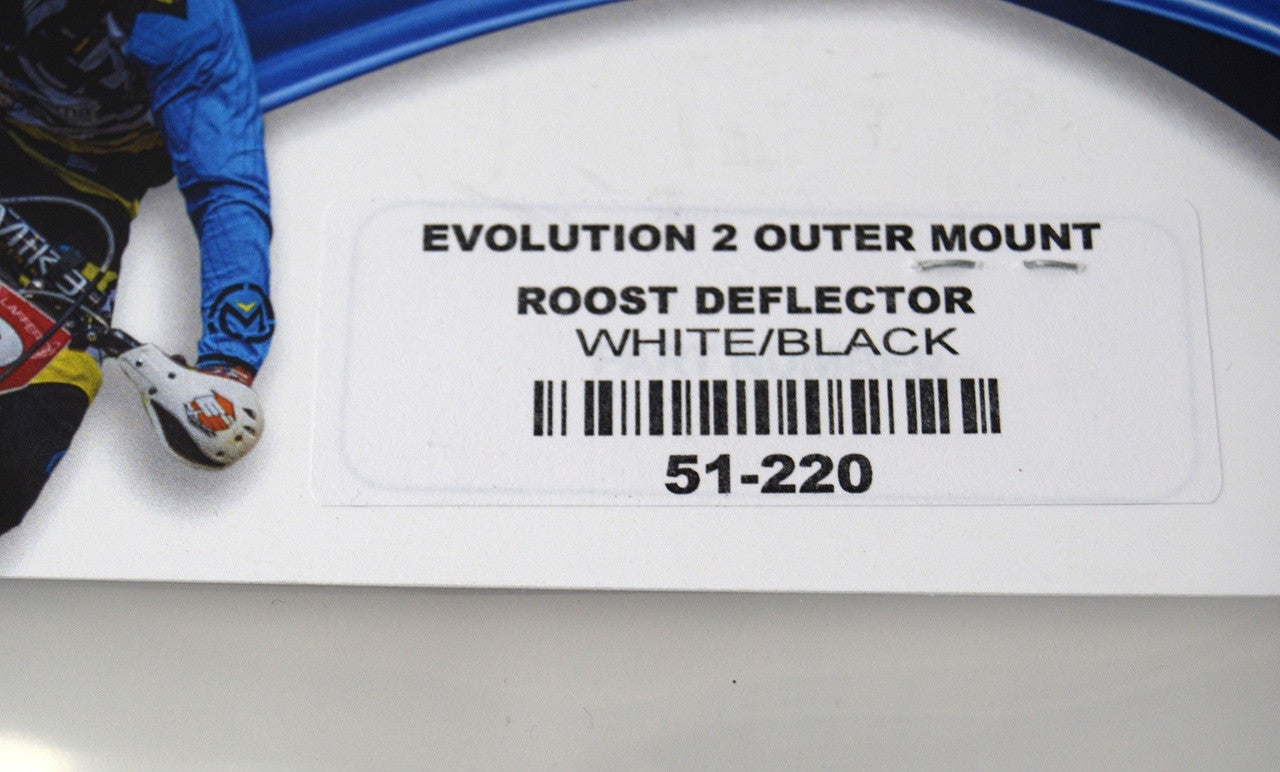 EVOLUTION 2 OUTER MOUNT
ROOST DEFLECTOR
WHITE/BLACK
51-220